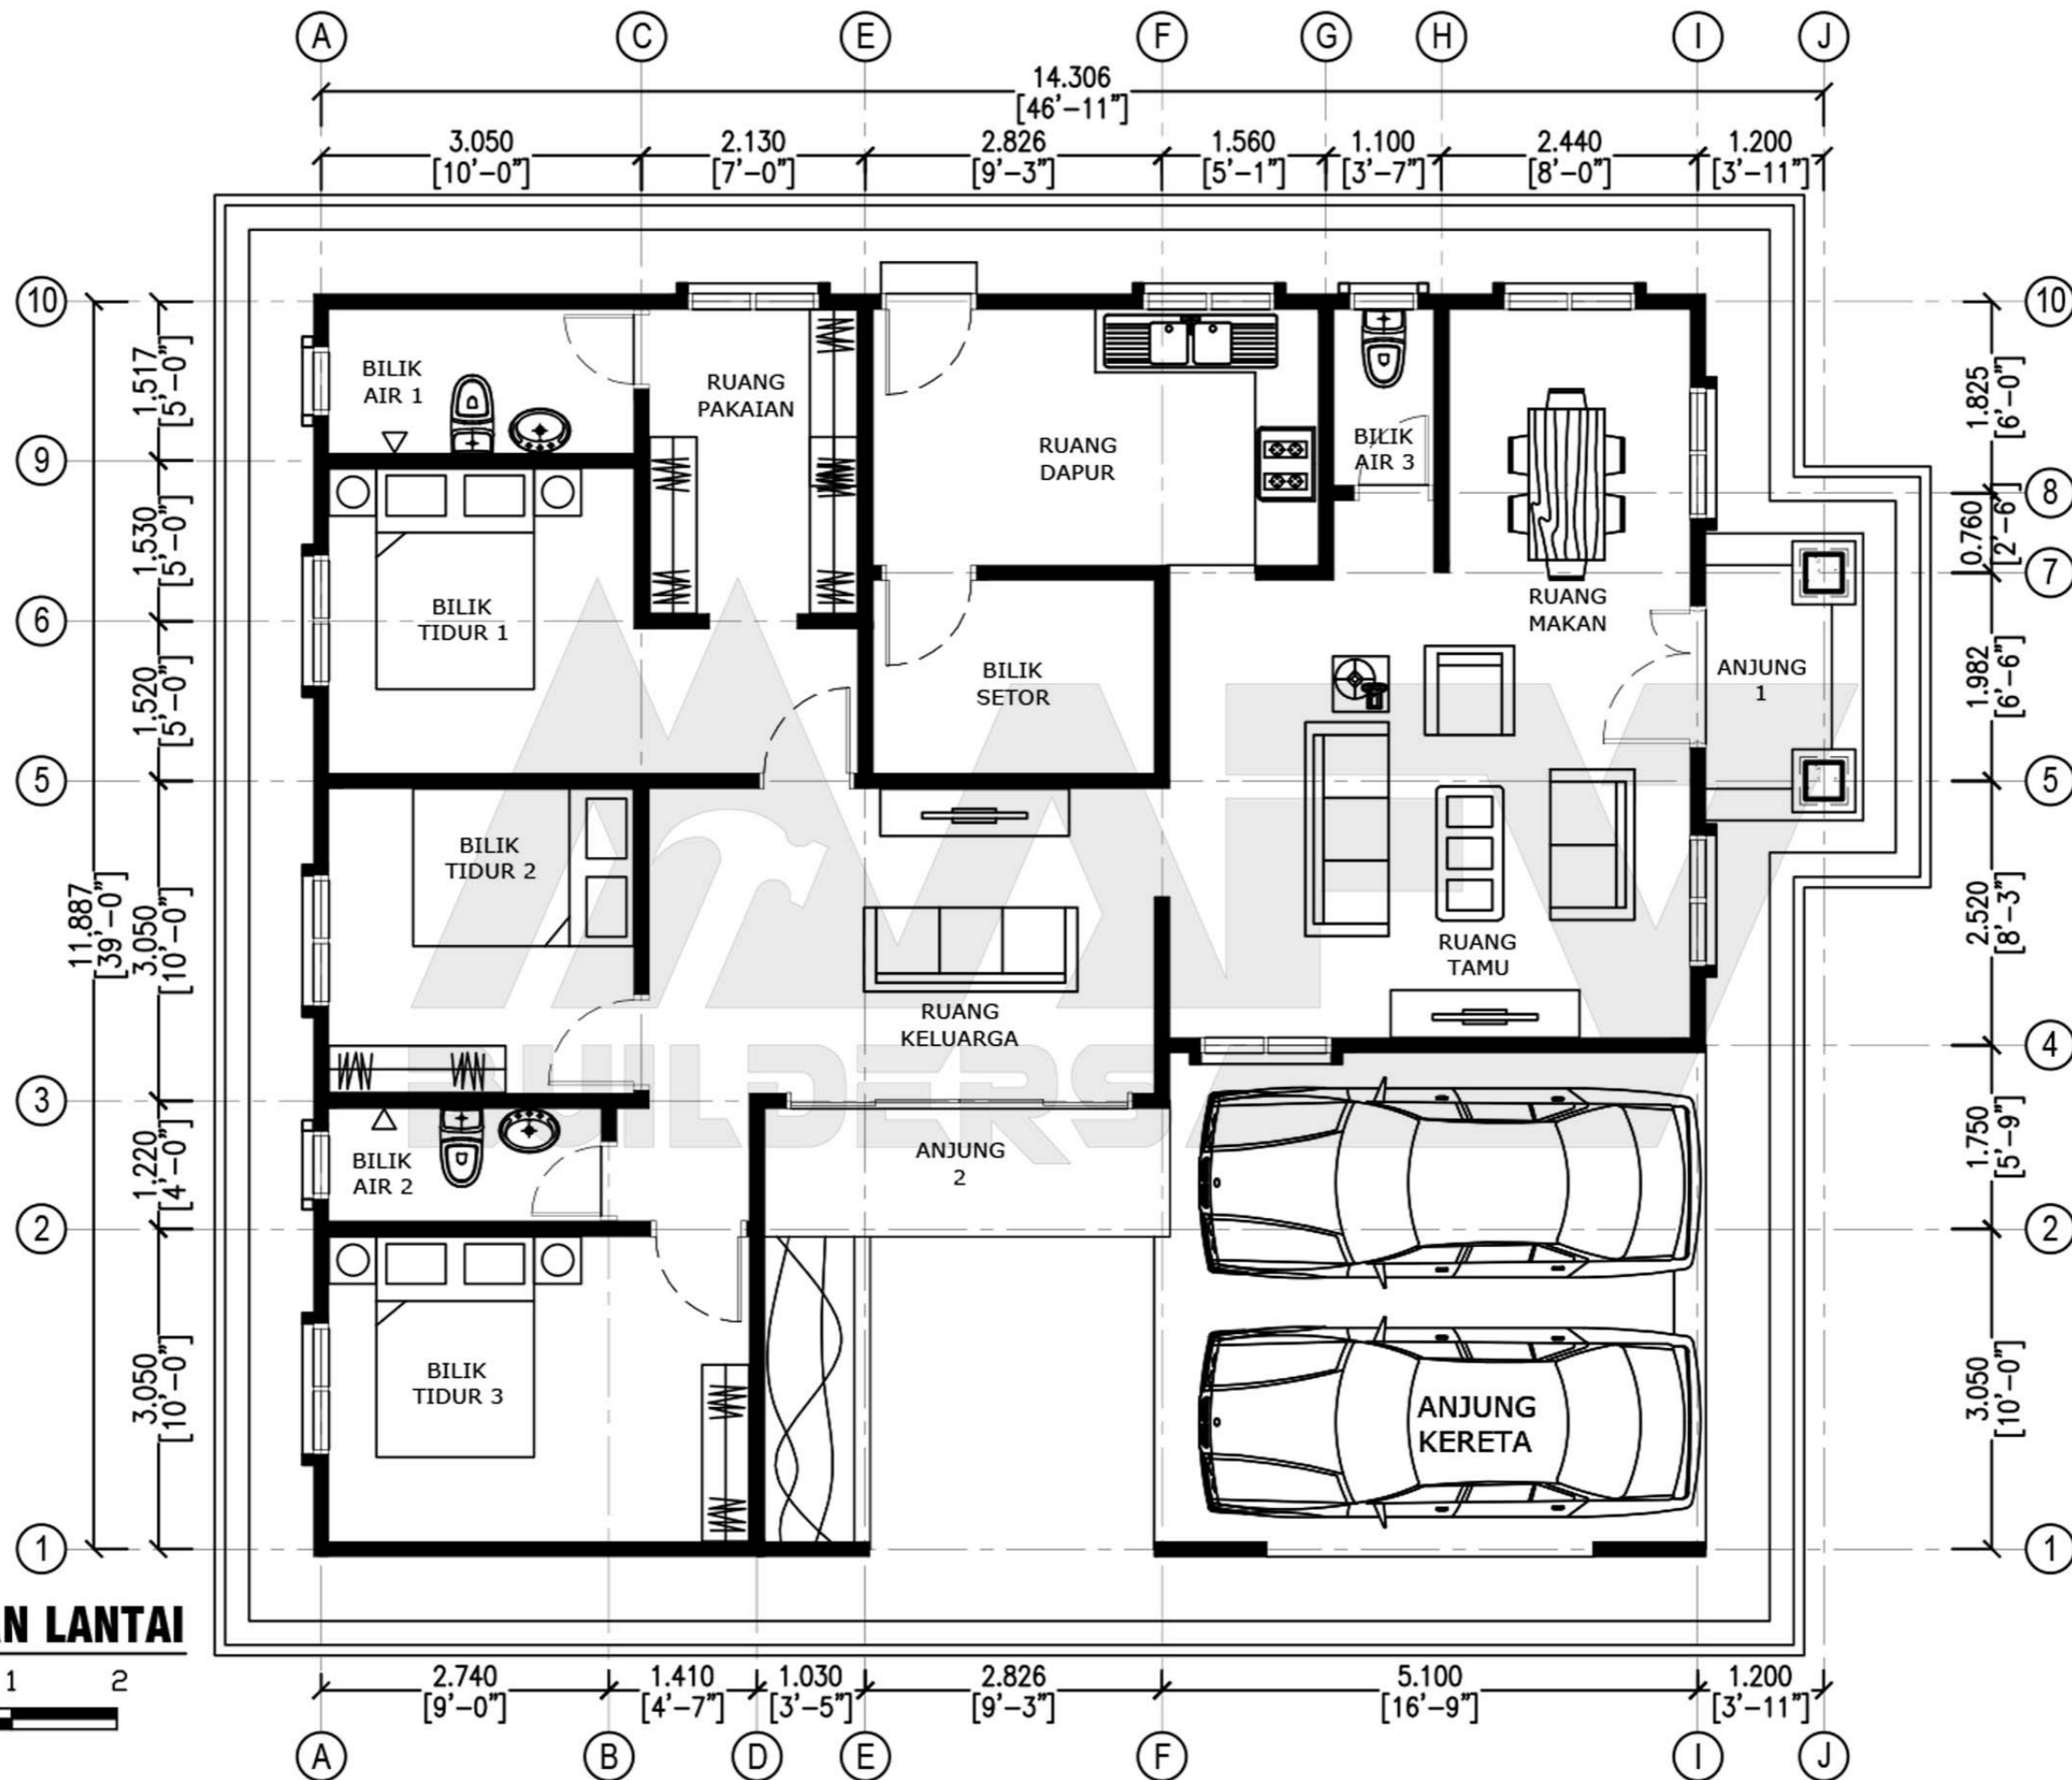 A
C
E
F
G
H
I
J
14.306
[46'-11"]
3.050
[10'-0"]
2.130
[7'-0"]
2.826
[9'-3"]
1.560
[5'-1"]
1.100
[3'-7"]
2.440
[8'-0"]
1.200
[3'-11"]
10
9
6
5
3
2
1
11.887
[39'-0"]
1.517
[5'-0"]
1.530
[5'-0"]
1.520
[5'-0"]
3.050
[10'-0"]
1.220
[4'-0"]
3.050
[10'-0"]
BILIK
AIR 1
RUANG
PAKAIAN
RUANG
DAPUR
BILIK
AIR 3
BILIK
TIDUR 1
BILIK
SETOR
RUANG
MAKAN
ANJUNG
1
BILIK
TIDUR 2
RUANG
TAMU
RUANG
KELUARGA
BILIK
AIR 2
ANJUNG
2
BILIK
TIDUR 3
ANJUNG
KERETA
BUILDERS
10
8
7
5
4
2
1
1.825
[6'-0"]
0.760
[2'-6"]
1.982
[6'-6"]
2.520
[8'-3"]
1.750
[5'-9"]
3.050
[10'-0"]
LANTAI
1 2
2.740
[9'-0"]
1.410
[4'-7"]
1.030
[3'-5"]
2.826
[9'-3"]
5.100
[16'-9"]
1.200
[3'-11"]
A
B
D
E
F
I
J